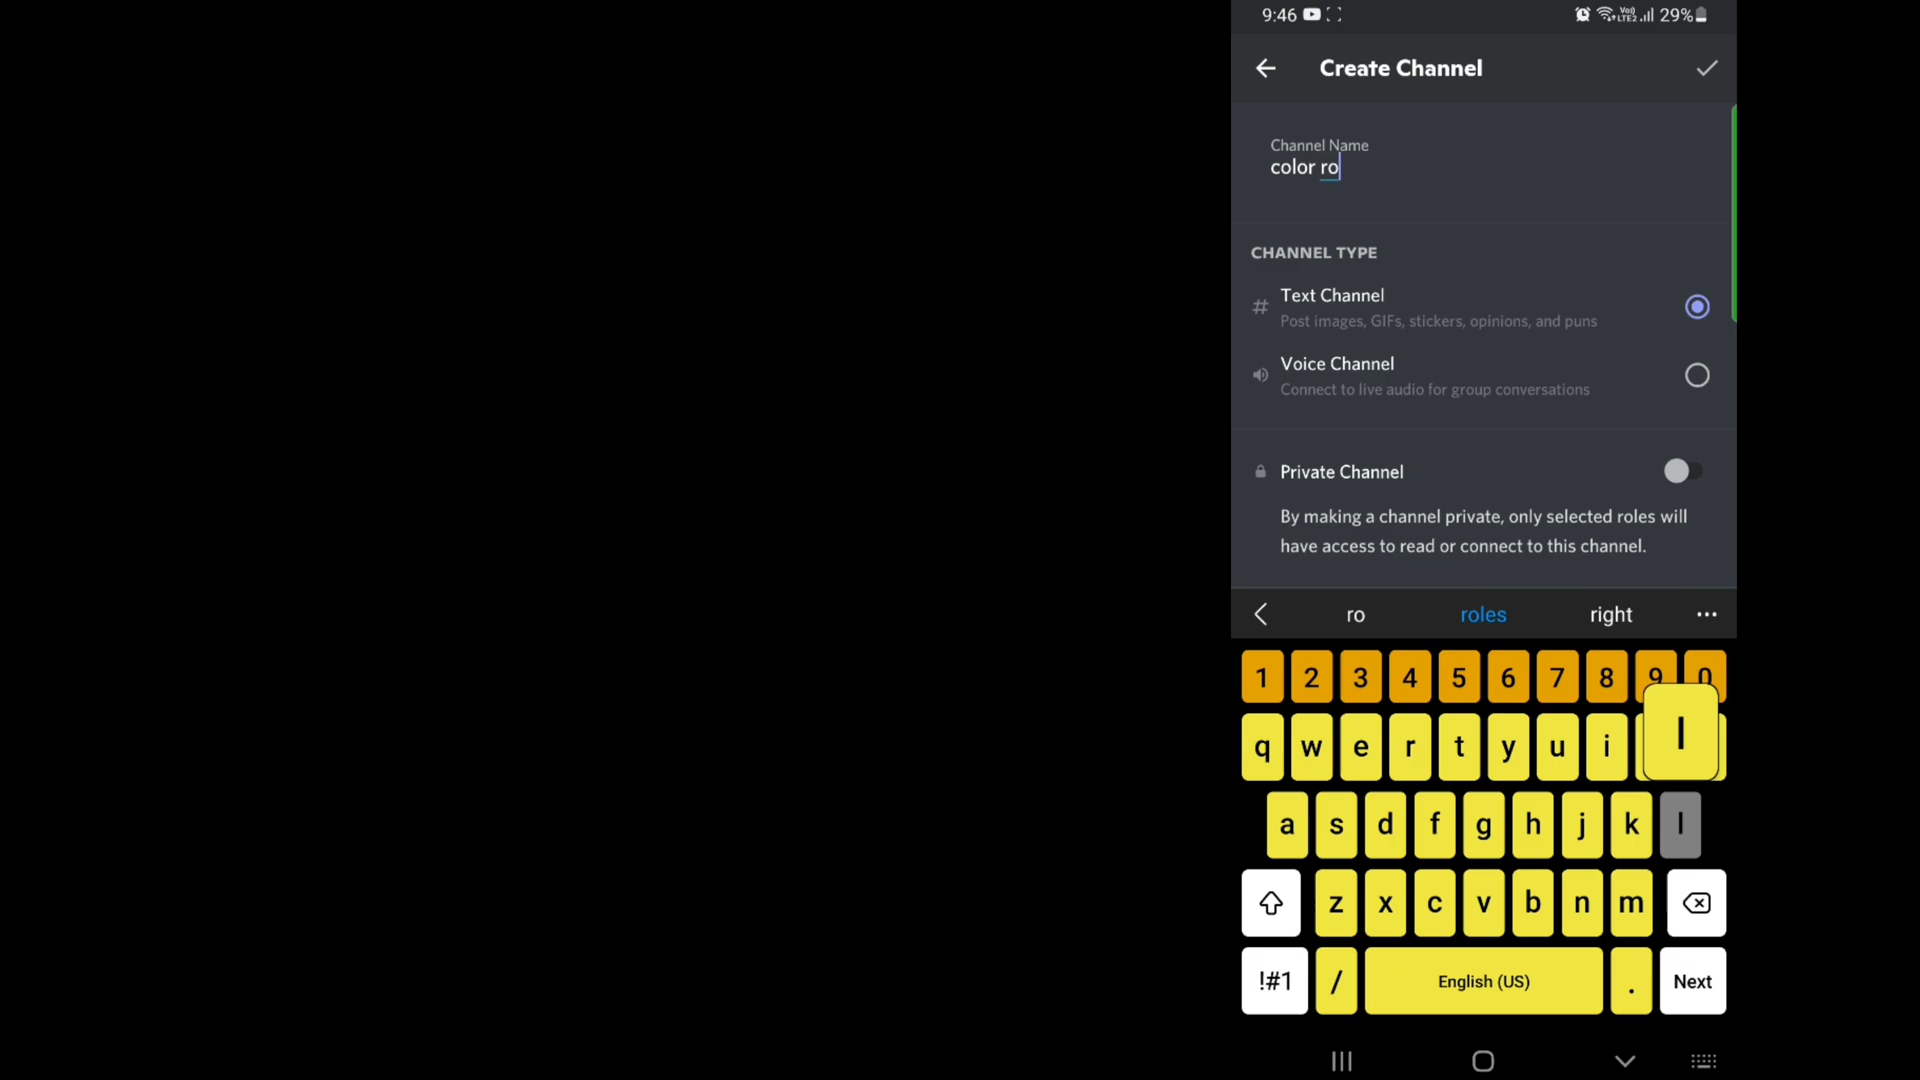 9:46 Vo)) LTE2 29%
Create Channel
Channel Name
color ro
CHANNEL TYPE
# Text Channel
Post images, GIFs, stickers, opinions, and puns
Voice Channel
Connect to live audio for group conversations
Private Channel
By making a channel private, only selected roles will
have access to read or connect to this channel.
ro roles right ...
1 2 3 4 5 6 7 8 9 0
q w e r t y u i l
a s d f g h j k l
z x c v b n m
!#1 / English (US) . Next